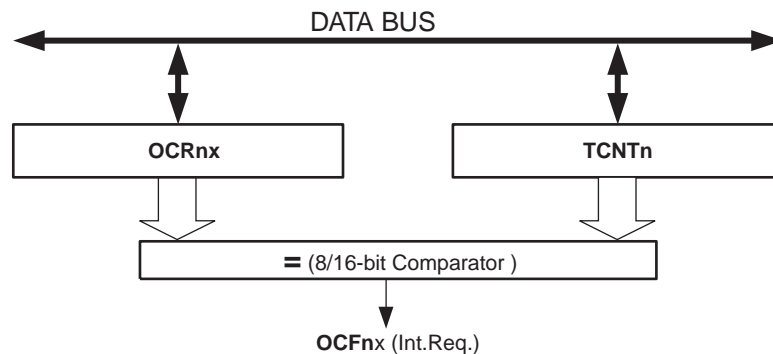 DATA BUS
OCRnx
TCNTn
= (8/16-bit Comparator )
OCFnx (Int.Req.)